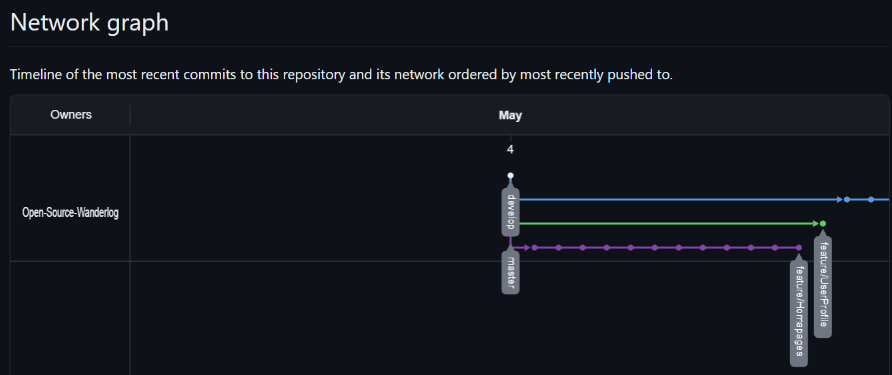 Network graph
Timeline of the most recent commits to this repository and its network ordered by most recently pushed to.
Owners
May
4
Open-Source-Wanderlog
develop
master
feature/UserProfile
feature/Homapages